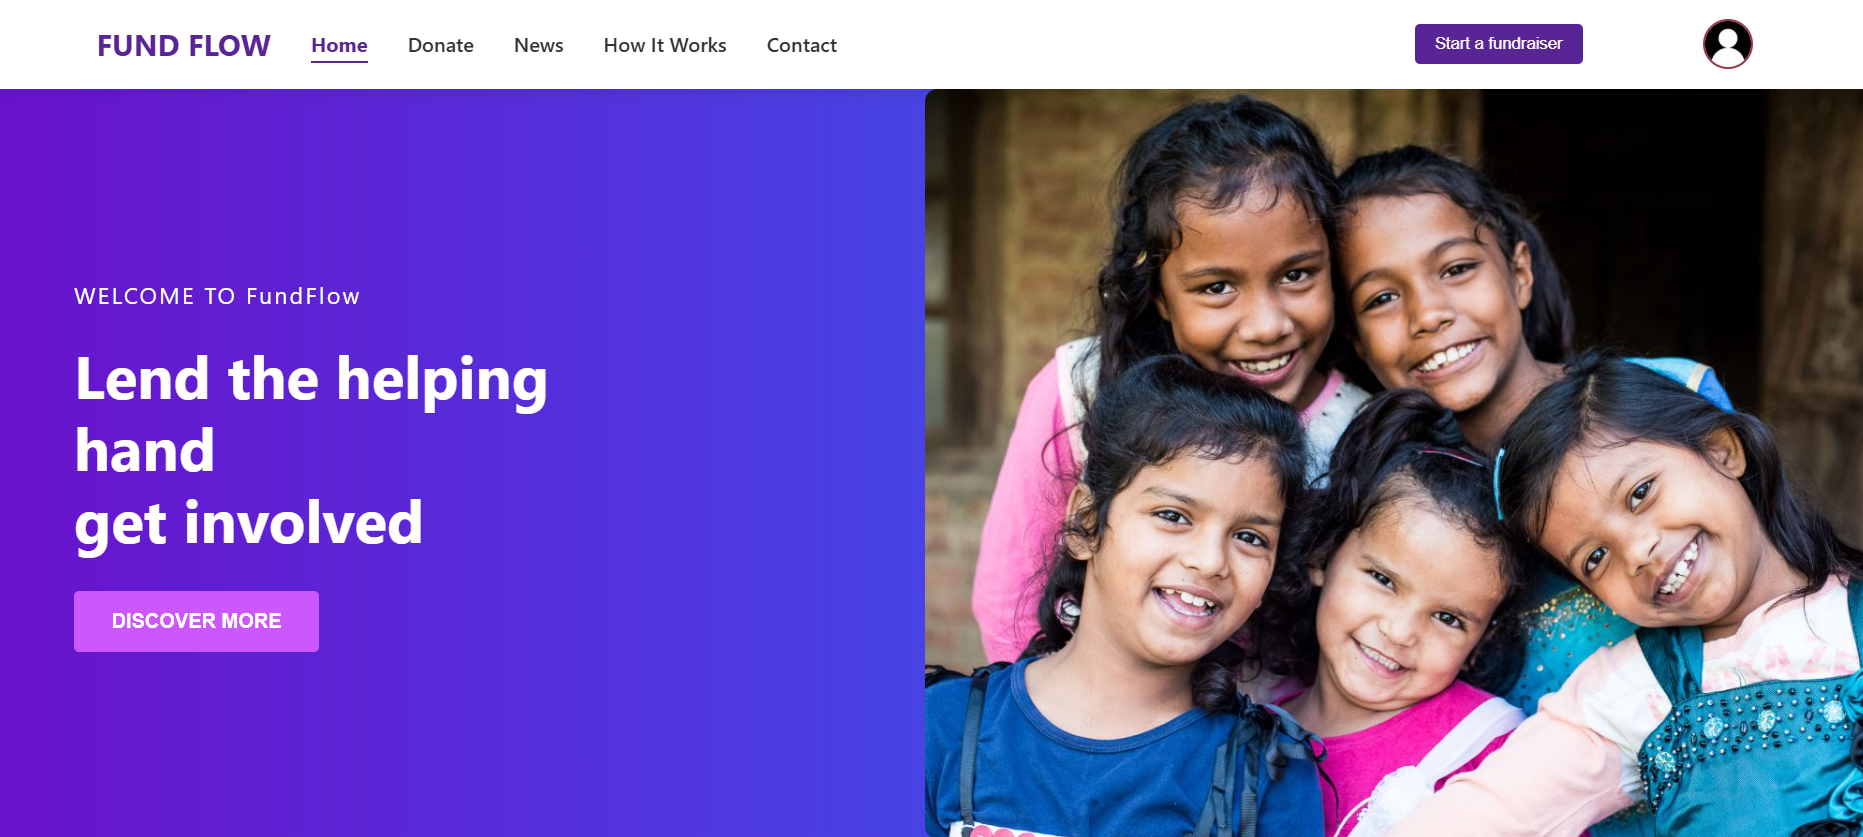 FUND FLOW Home Donate News How It Works Contact Start a fundraiser
WELCOME TO FundFlow
Lend the helping
hand
get involved
DISCOVER MORE